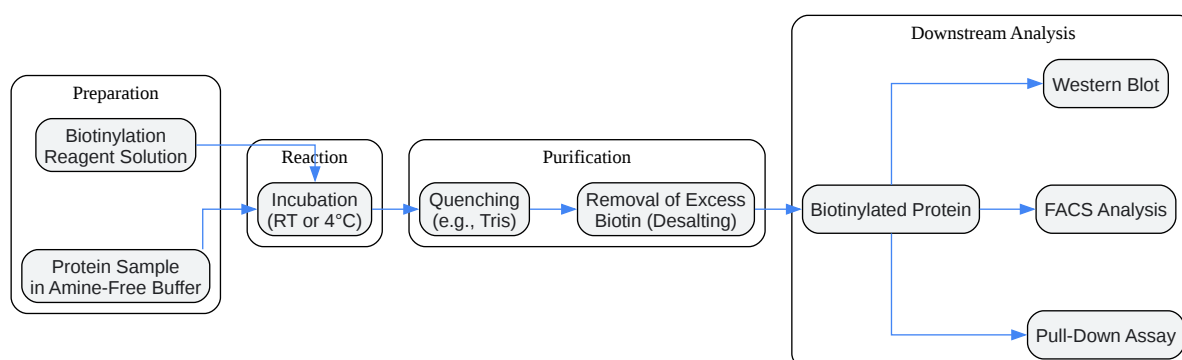 Preparation
Biotinylation
Reagent Solution
Protein Sample
in Amine-Free Buffer
Reaction
Incubation
(RT or 4°C)
Purification
Quenching
(e.g., Tris)
Removal of Excess
Biotin (Desalting)
Downstream Analysis
Biotinylated Protein
Western Blot
FACS Analysis
Pull-Down Assay